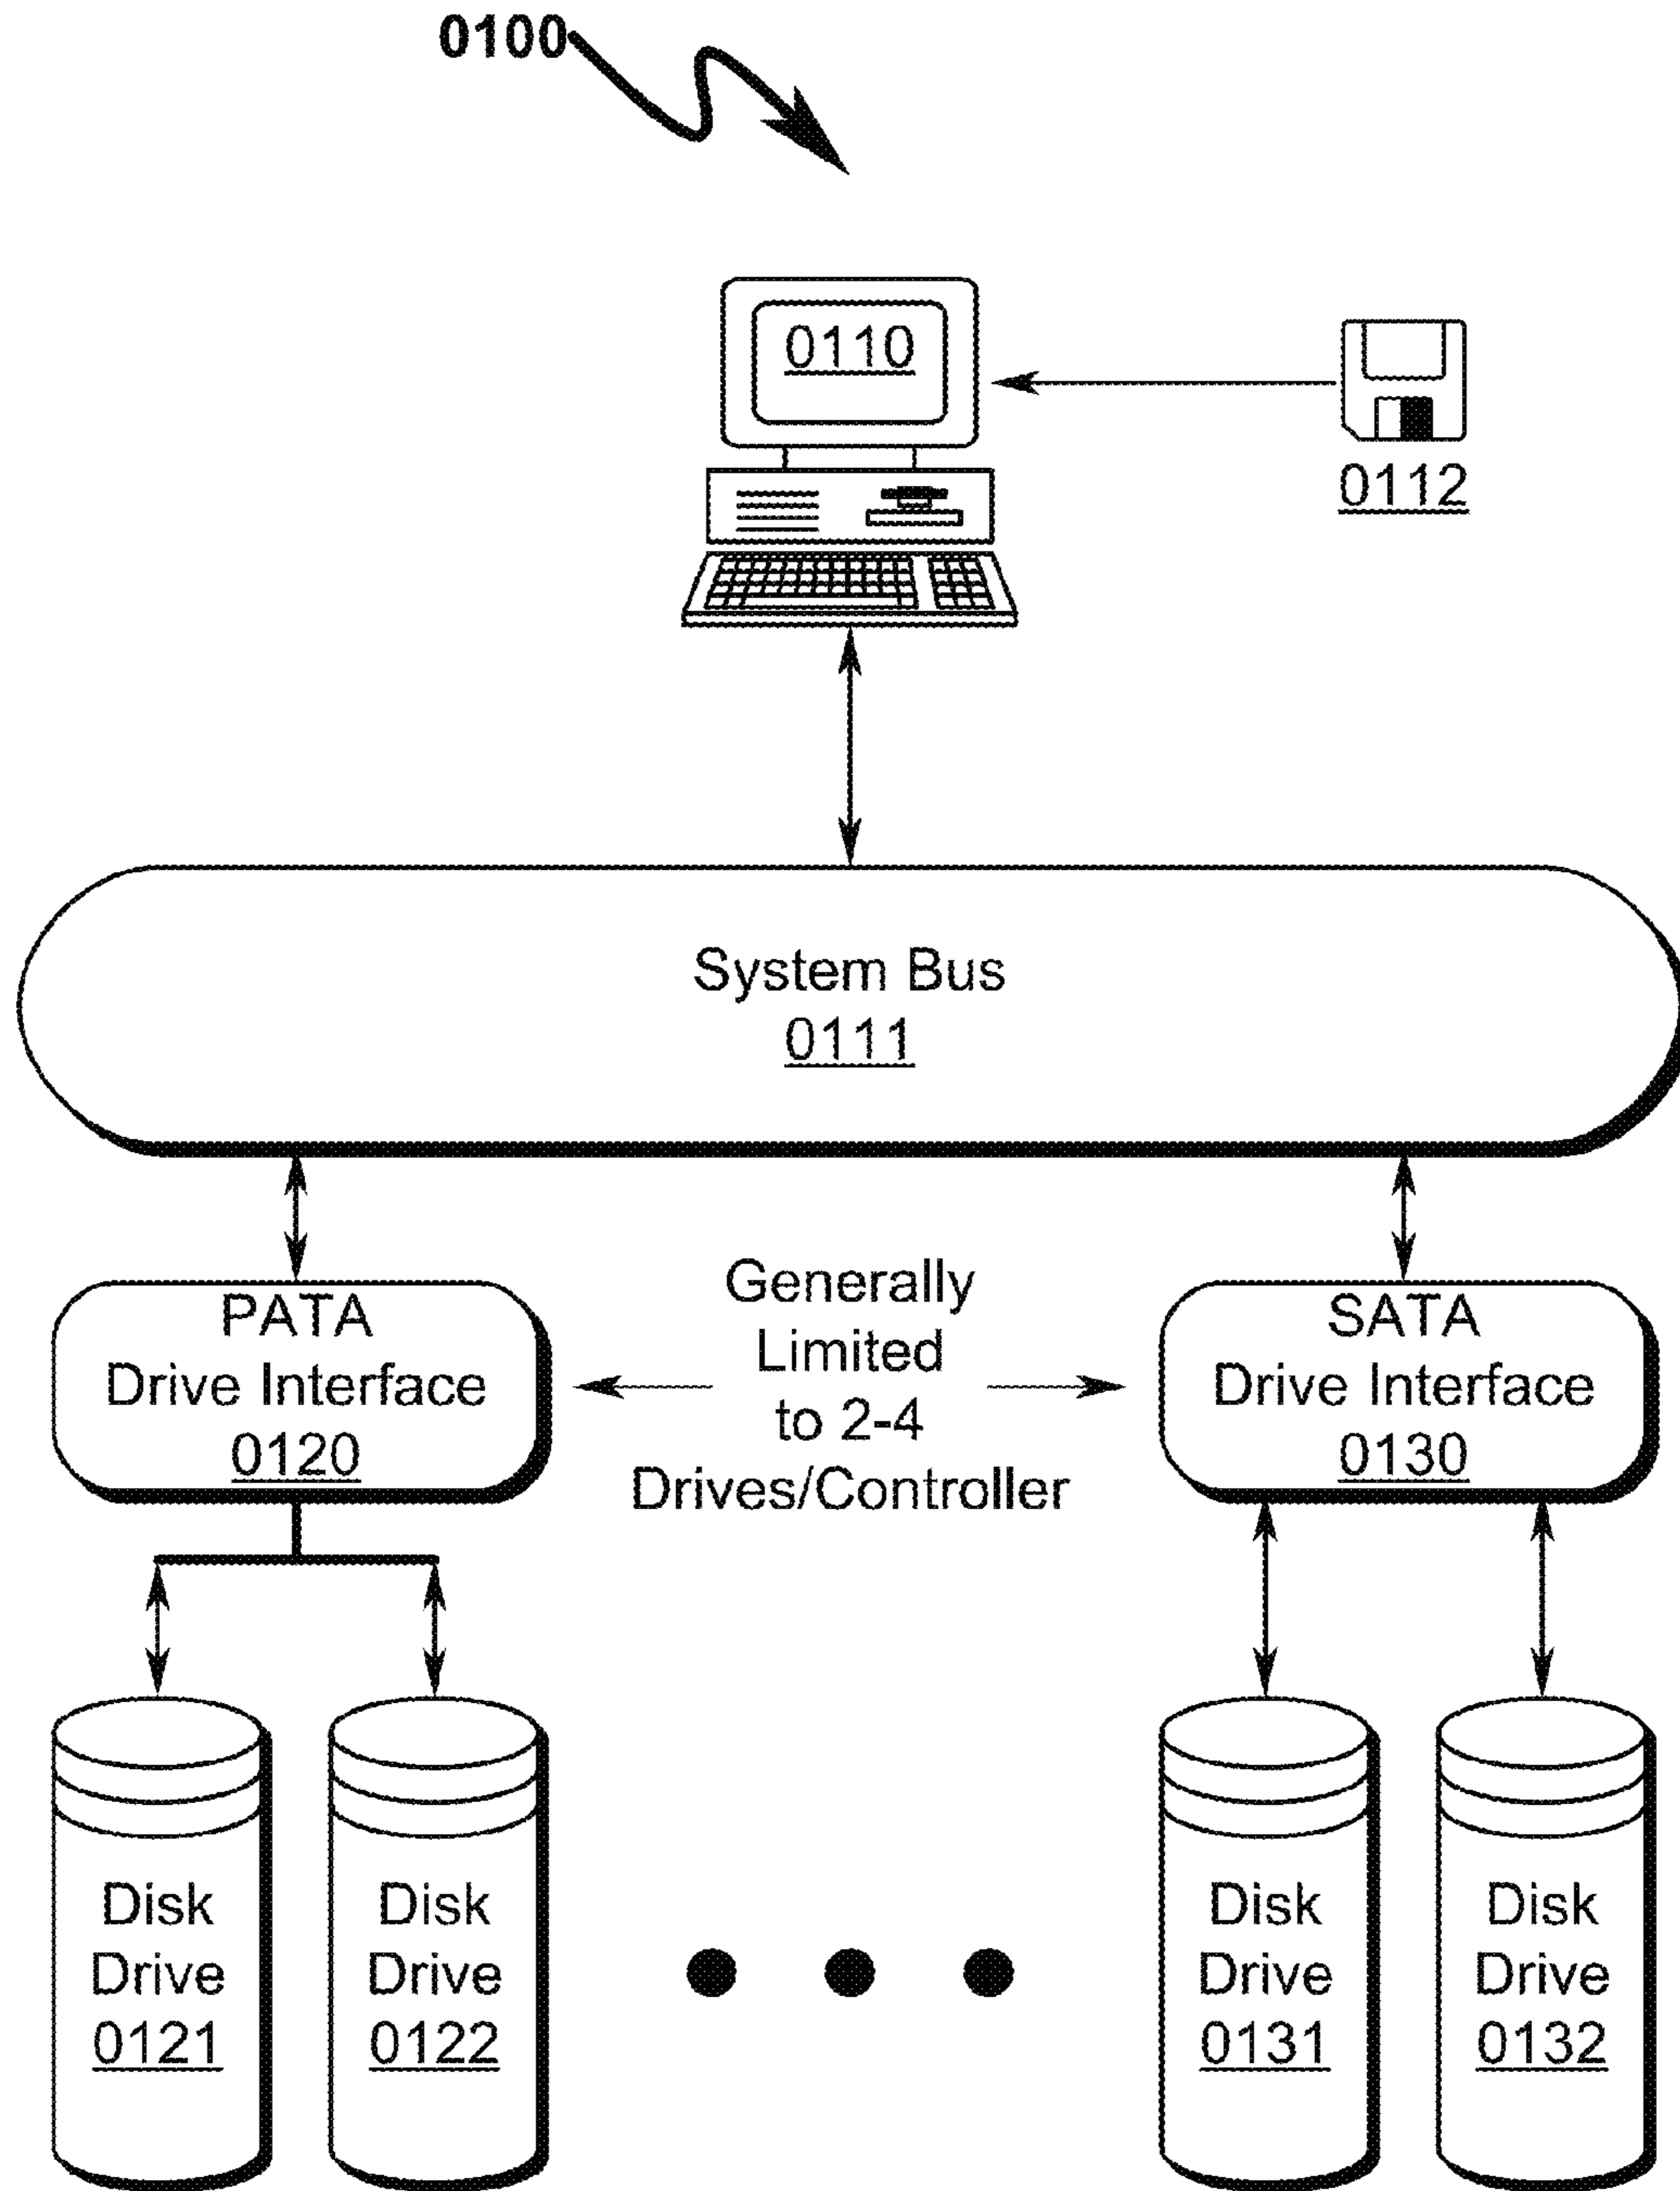 0100
0110
0112
System Bus
0111
PATA
Drive Interface
0120
Generally
Limited
to 2-4
Drives/Controller
SATA
Drive Interface
0130
Disk
Drive
0121
Disk
Drive
0122
Disk
Drive
0131
Disk
Drive
0132